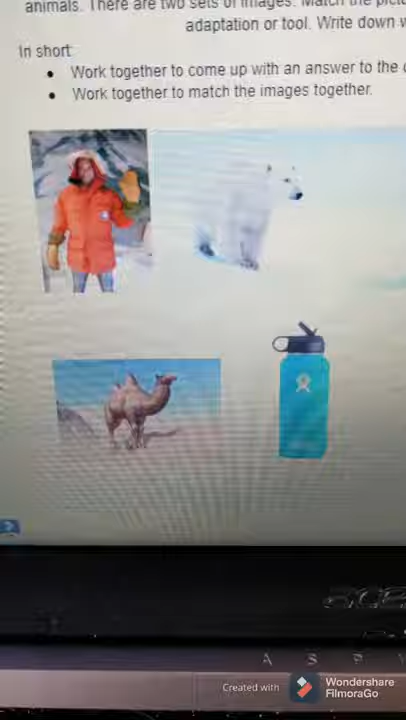 animals. There are two sets of images. Match the
adaptation or tool. Write down
In short
Work together to come up with an answer to the
Work together to match the images together.
acer
A S P
Created with
Wondershare
FilmoraGo